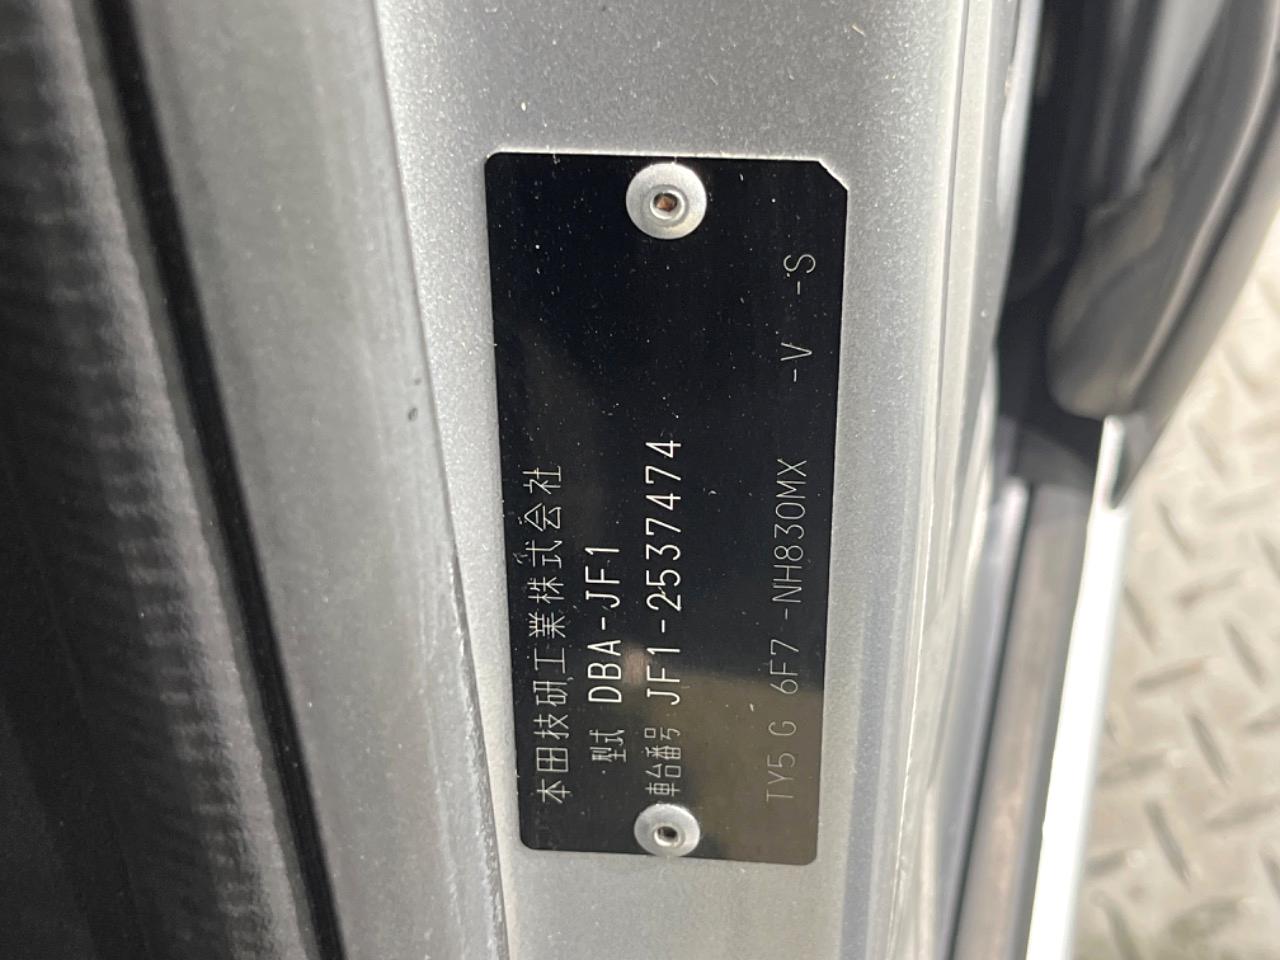 本田技研工業株式会社
型式 DBA-JF1
車台番号 JF1-2537474
TY5G 6F7 -NH830MX -V -S